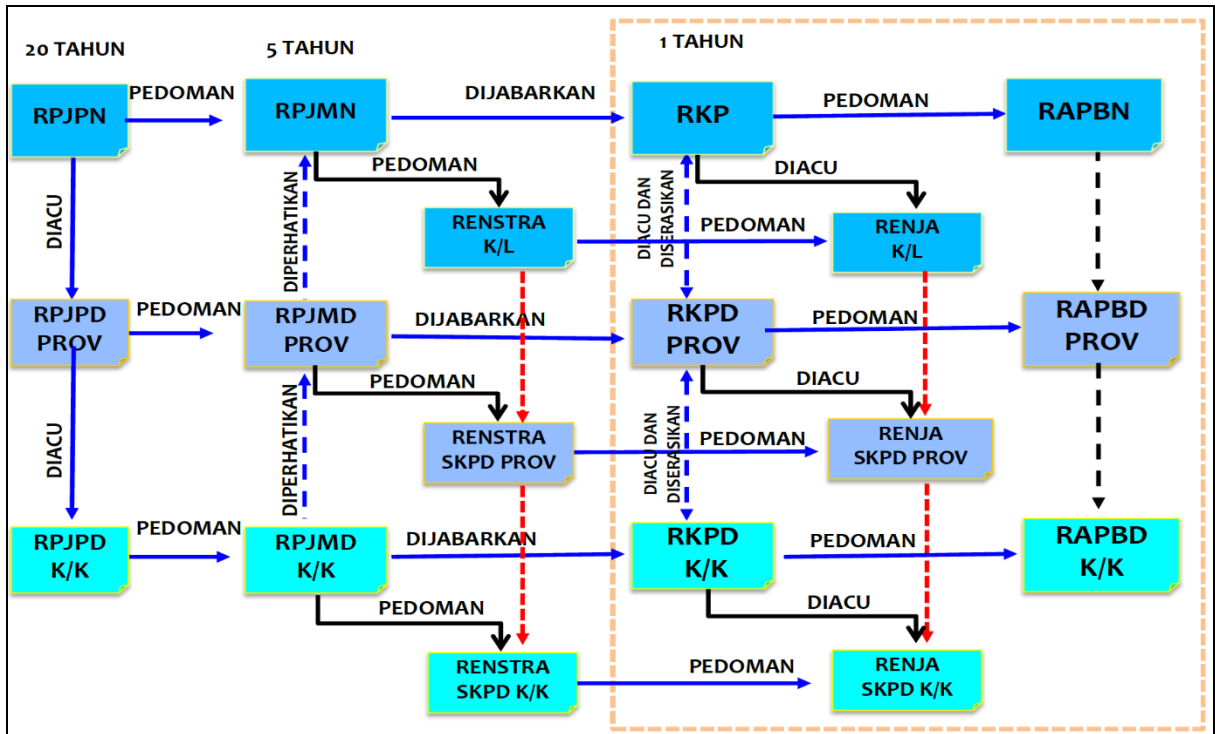 20 TAHUN
5 TAHUN
1 TAHUN
RPJPN
PEDOMAN
RPJMN
DIJABARKAN
RKP
PEDOMAN
RAPBN
DIACU
DIPERHATIKAN
PEDOMAN
RENSTRA
K/L
DIACU DAN
DISERASIKAN
PEDOMAN
DIACU
RENJA
K/L
RPJPD
PROV
PEDOMAN
RPJMD
PROV
DIJABARKAN
RKPD
PROV
PEDOMAN
RAPBD
PROV
DIACU
DIPERHATIKAN
PEDOMAN
RENSTRA
SKPD PROV
DIACU DAN
DISERASIKAN
PEDOMAN
DIACU
RENJA
SKPD PROV
RPJPD
K/K
PEDOMAN
RPJMD
K/K
DIJABARKAN
RKPD
K/K
PEDOMAN
RAPBD
K/K
PEDOMAN
RENSTRA
SKPD K/K
PEDOMAN
DIACU
RENJA
SKPD K/K